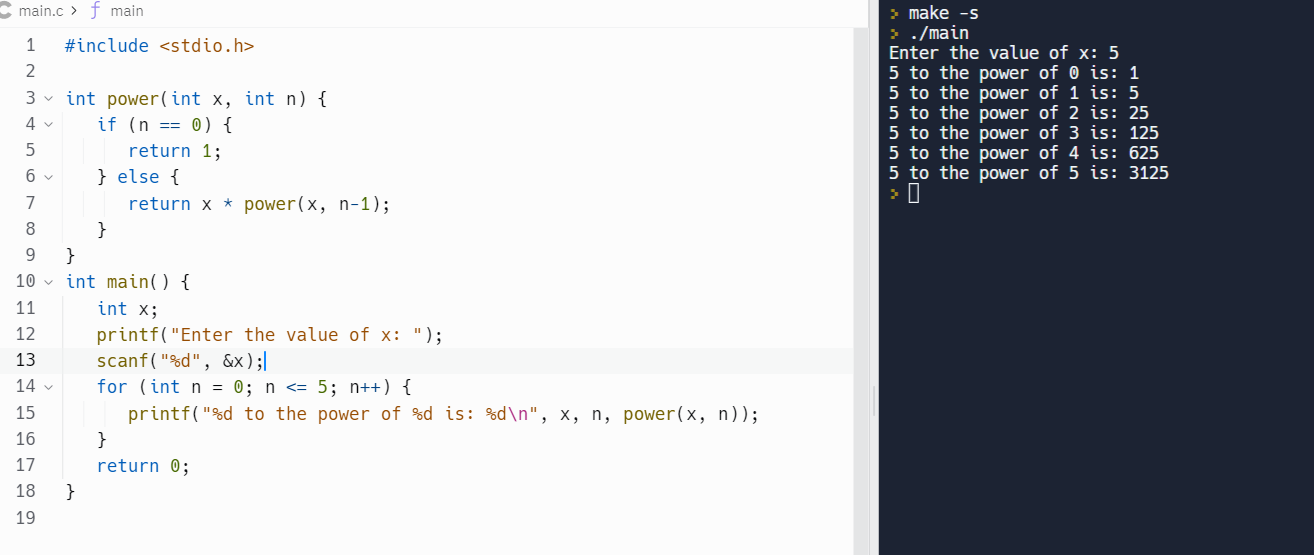 main.c > f main
1 #include <stdio.h>
2
3 int power(int x, int n) {
4    if (n == 0) {
5       return 1;
6    } else {
7       return x * power(x, n-1);
8    }
9 }
10 int main() {
11    int x;
12    printf("Enter the value of x: ");
13    scanf("%d", &x);
14    for (int n = 0; n <= 5; n++) {
15       printf("%d to the power of %d is: %d\n", x, n, power(x, n));
16    }
17    return 0;
18 }
19
> make -s
> ./main
Enter the value of x: 5
5 to the power of 0 is: 1
5 to the power of 1 is: 5
5 to the power of 2 is: 25
5 to the power of 3 is: 125
5 to the power of 4 is: 625
5 to the power of 5 is: 3125
>